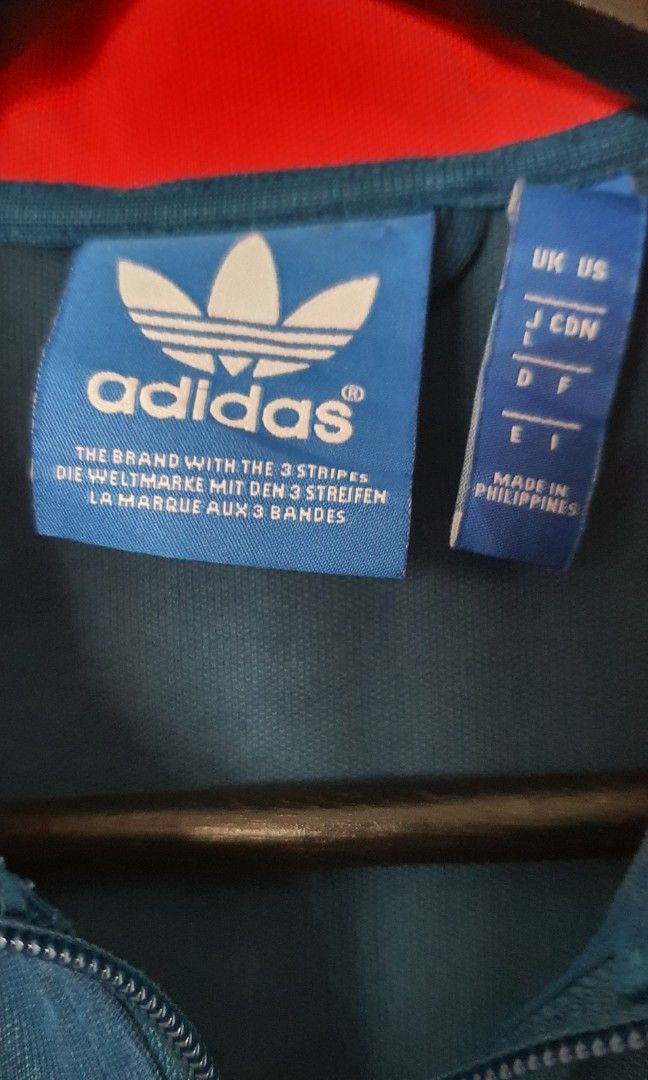 adidas®
THE BRAND WITH THE 3 STRIPES
DIE WELTMARKE MIT DEN 3 STREIFEN
LA MARQUE AUX 3 BANDES
UK US
J CDN
L
D F
E I
MADE IN
PHILIPPINES